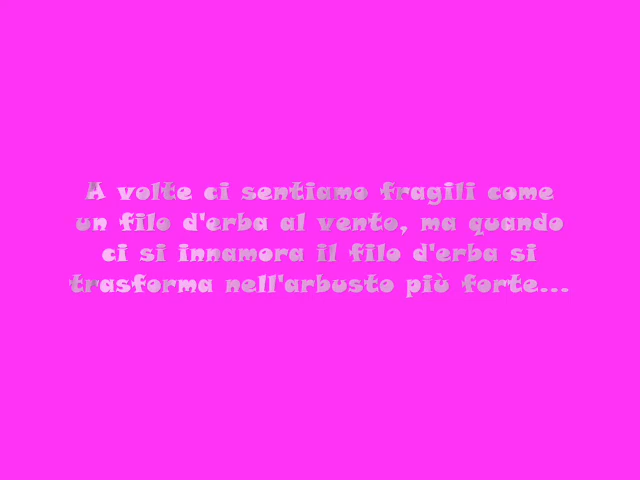 A volte ci sentiamo fragili come
un filo d'erba al vento, ma quando
ci si innamora il filo d'erba si
trasforma nell'arbusto più forte...